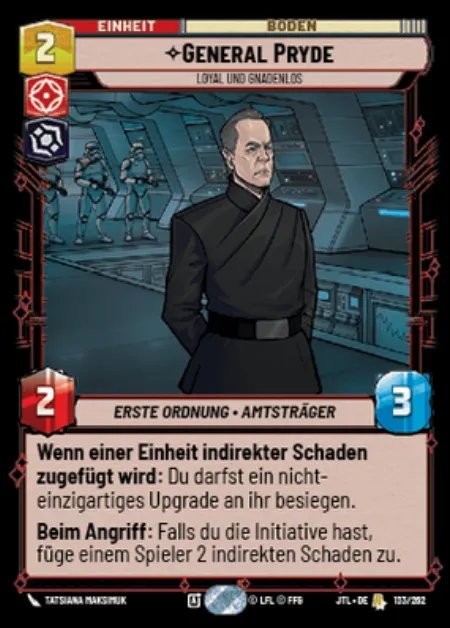 EINHEIT BODEN
2 GENERAL PRYDE
LOYAL UND GNADENLOS
2 ERSTE ORDNUNG • AMTSTRÄGER 3
Wenn einer Einheit indirekter Schaden
zugefügt wird: Du darfst ein nicht-
einzigartiges Upgrade an ihr besiegen.
Beim Angriff: Falls du die Initiative hast,
füge einem Spieler 2 indirekten Schaden zu.
TATSIANA MAKSIMUK A © LFL © FFG JTL • DE 133/262